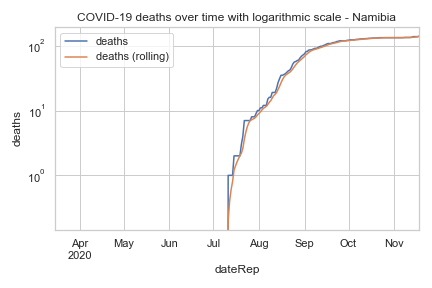 COVID-19 deaths over time with logarithmic scale - Namibia
deaths
deaths (rolling)
10²
10¹
10⁰
deaths
Apr
2020
May
Jun
Jul
Aug
Sep
Oct
Nov
dateRep